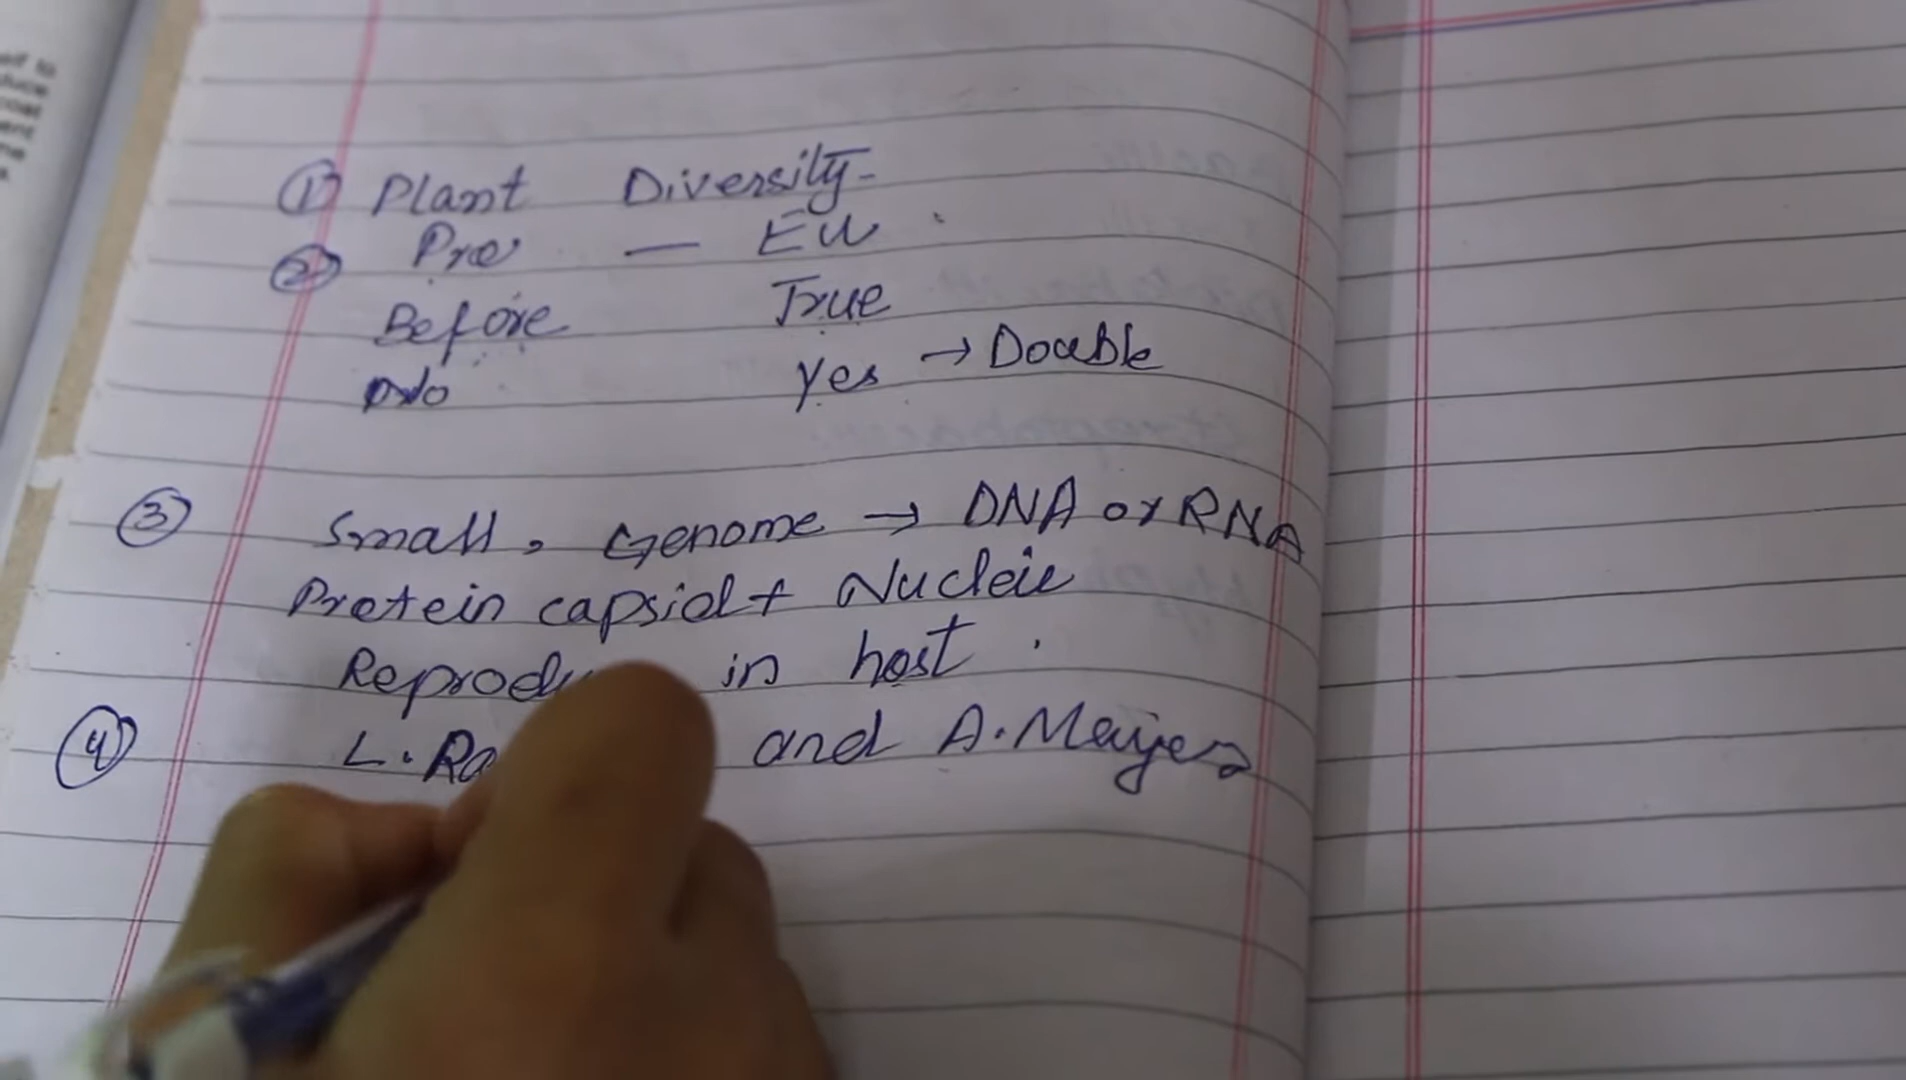 ① Plant Diversity-
② Pro — EU
Before True
No Yes → Double
③ Small, Genome → DNA or RNA
Protein capsid + Nucleic
in host.
④ L. and A. Mayer